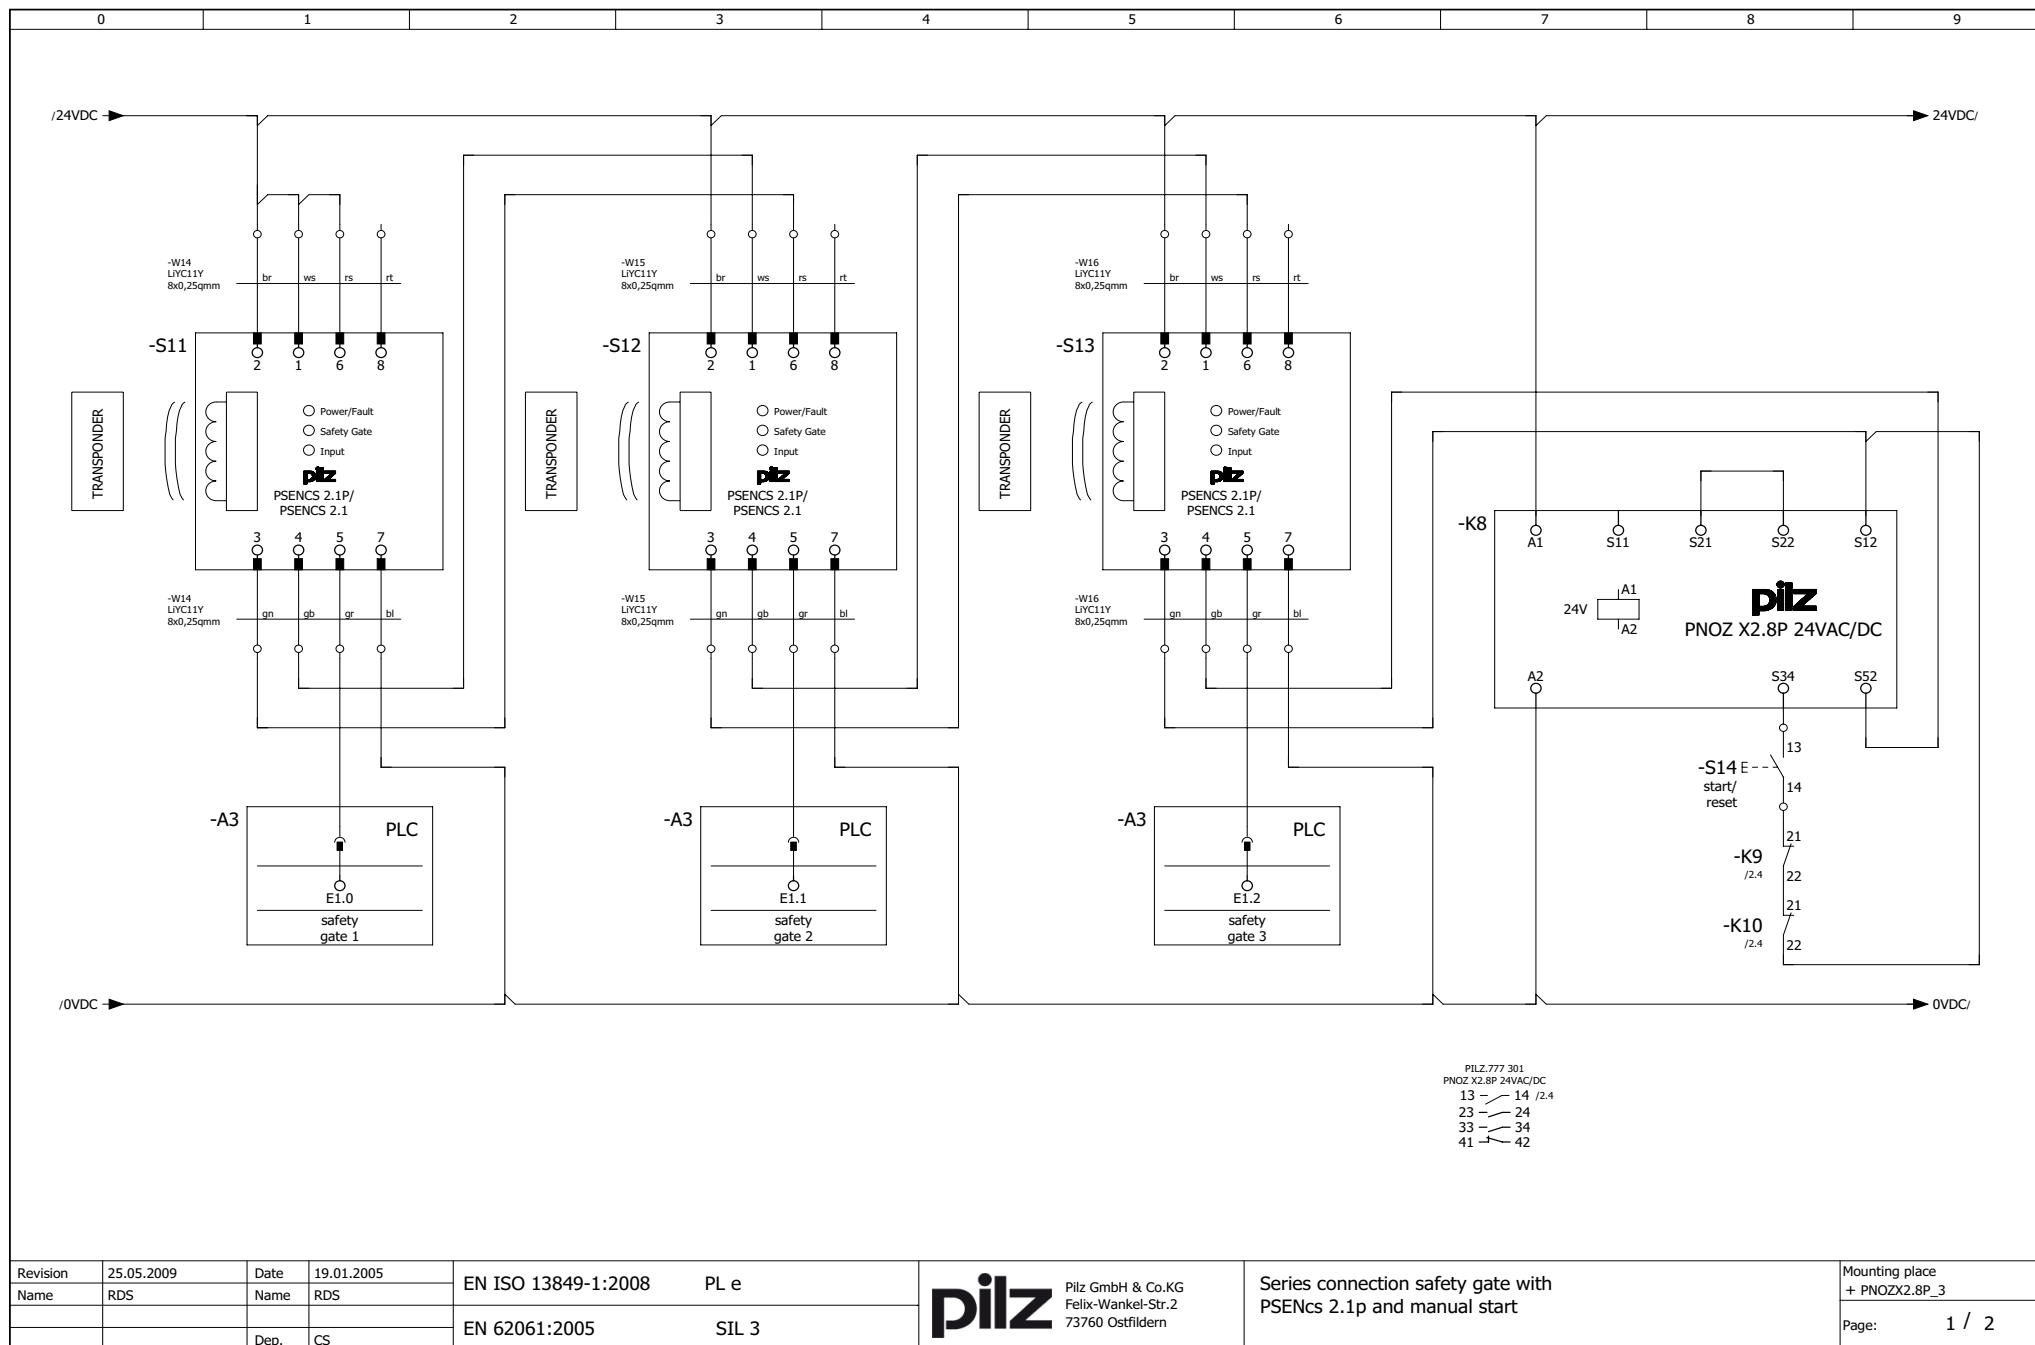 0 1 2 3 4 5 6 7 8 9
/24VDC
24VDC/
-W14
LiYC11Y
8x0,25qmm
br ws rs rt
-W15
LiYC11Y
8x0,25qmm
br ws rs rt
-W16
LiYC11Y
8x0,25qmm
br ws rs rt
-S11
2 1 6 8
TRANSPONDER
Power/Fault
Safety Gate
Input
pilz
PSENCS 2.1P/
PSENCS 2.1
3 4 5 7
-S12
2 1 6 8
TRANSPONDER
Power/Fault
Safety Gate
Input
pilz
PSENCS 2.1P/
PSENCS 2.1
3 4 5 7
-S13
2 1 6 8
TRANSPONDER
Power/Fault
Safety Gate
Input
pilz
PSENCS 2.1P/
PSENCS 2.1
3 4 5 7
-K8
A1 S11 S21 S22 S12
24V
A1
A2
pilz
PNOZ X2.8P 24VAC/DC
A2 S34 S52
-W14
LiYC11Y
8x0,25qmm
gn gb gr bl
-W15
LiYC11Y
8x0,25qmm
gn gb gr bl
-W16
LiYC11Y
8x0,25qmm
gn gb gr bl
13
-S14 E
start/
reset
14
21
-K9
/2.4
22
21
-K10
/2.4
22
-A3
PLC
E1.0
safety
gate 1
-A3
PLC
E1.1
safety
gate 2
-A3
PLC
E1.2
safety
gate 3
/0VDC
0VDC/
PILZ.777 301
PNOZ X2.8P 24VAC/DC
13 14 /2.4
23 24
33 34
41 42
Revision 25.05.2009 Date 19.01.2005
Name RDS Name RDS
Dep. CS
EN ISO 13849-1:2008 PL e
EN 62061:2005 SIL 3
pilz
Pilz GmbH & Co.KG
Felix-Wankel-Str.2
73760 Ostfildern
Series connection safety gate with
PSENcs 2.1p and manual start
Mounting place
+ PNOZX2.8P_3
Page: 1 / 2